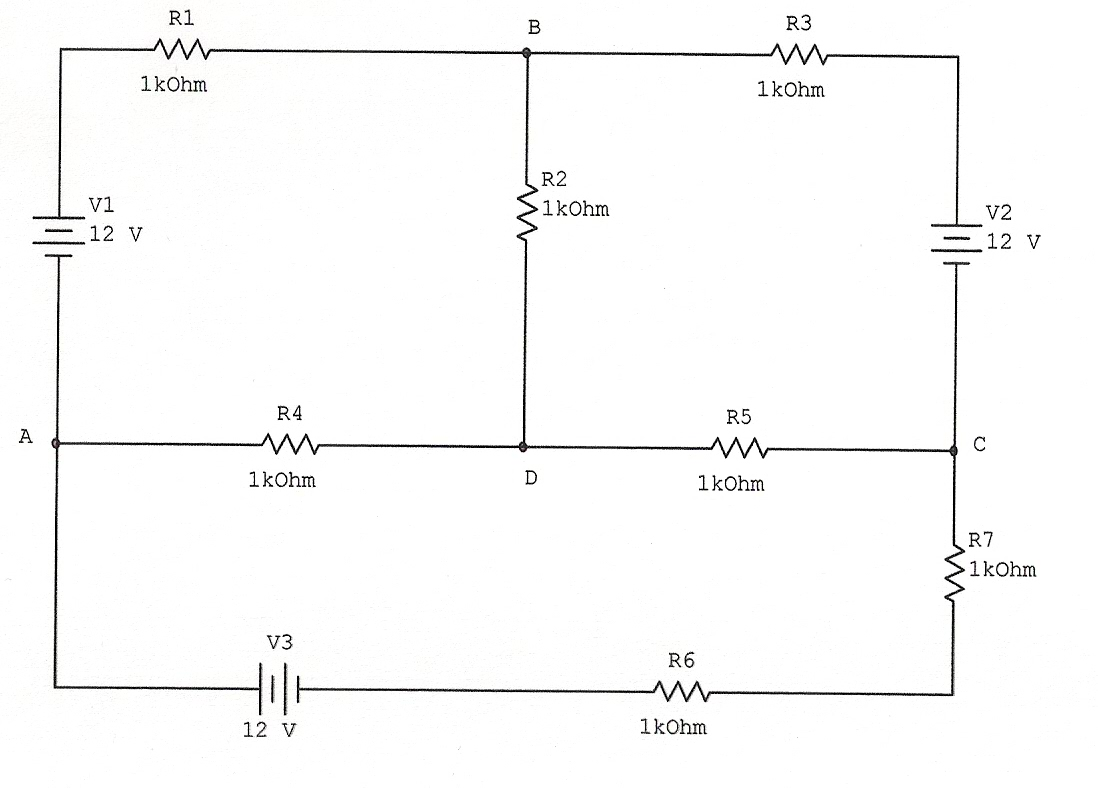 R1
1kOhm
B
R3
1kOhm
R2
1kOhm
V1
12 V
V2
12 V
A
R4
1kOhm
D
R5
1kOhm
C
R7
1kOhm
V3
12 V
R6
1kOhm